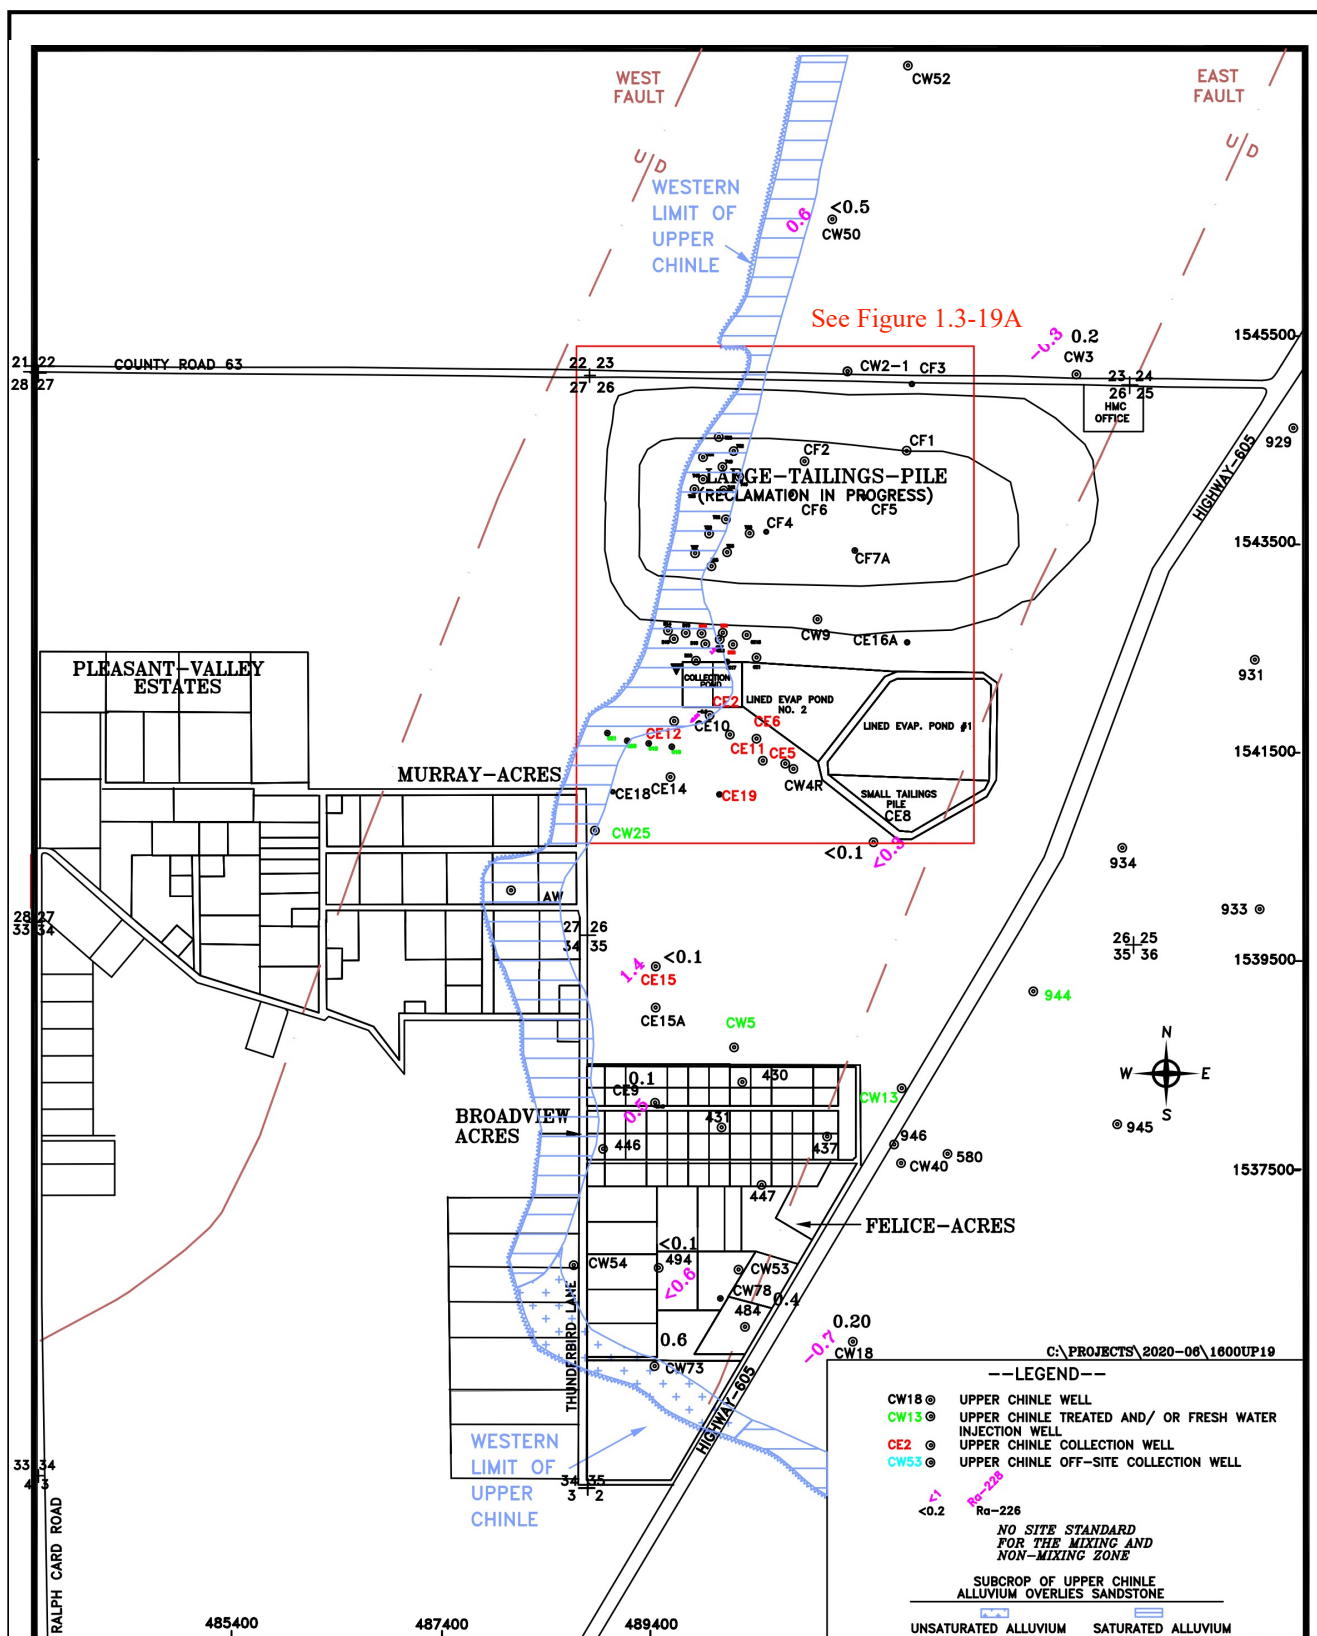 WEST
FAULT
EAST
FAULT
CW52
U/D
U/D
WESTERN
LIMIT OF
UPPER
CHINLE
0.6
<0.5
CW50
See Figure 1.3-19A
-0.3
0.2
CW3
1545500
21 22
28 27
COUNTY ROAD 63
22 23
27 26
CW2-1
CF3
23 24
26 25
HMC
OFFICE
929
HIGHWAY-605
CF2
CF1
LARGE-TAILINGS-PILE
(RECLAMATION IN PROGRESS)
CF6
CF5
CF4
CF7A
1543500
CW9
CE16A
931
PLEASANT-VALLEY
ESTATES
COLLECTION
POND
LINED EVAP POND
NO. 2
LINED EVAP. POND #1
CE2
CE10
CE6
CE12
CE11
CE5
CW4R
1541500
MURRAY-ACRES
CE18
CE14
CE19
SMALL TAILINGS
PILE
CE8
CW25
<0.1
<0.3
934
AW
933
28 27
33 34
27 26
34 35
26 25
35 36
1.4
<0.1
CE15
1539500
CE15A
944
CW5
N
W
E
S
0.1
CE9
0.5
430
CW13
BROADVIEW
ACRES
431
446
437
946
945
CW40
580
1537500
447
FELICE-ACRES
<0.1
494
CW54
<0.6
CW53
CW78
0.4
484
THUNDERBIRD LANE
0.6
CW73
0.20
-0.7
CW18
HIGHWAY-605
WESTERN
LIMIT OF
UPPER
CHINLE
33 34
4 3
34 35
3 2
RALPH CARD ROAD
C:\PROJECTS\2020-06\1600UP19
--LEGEND--
CW18 UPPER CHINLE WELL
CW13 UPPER CHINLE TREATED AND/ OR FRESH WATER
INJECTION WELL
CE2 UPPER CHINLE COLLECTION WELL
CW53 UPPER CHINLE OFF-SITE COLLECTION WELL
<1 Ra-228
<0.2 Ra-226
NO SITE STANDARD
FOR THE MIXING AND
NON-MIXING ZONE
SUBCROP OF UPPER CHINLE
ALLUVIUM OVERLIES SANDSTONE
UNSATURATED ALLUVIUM SATURATED ALLUVIUM
485400
487400
489400